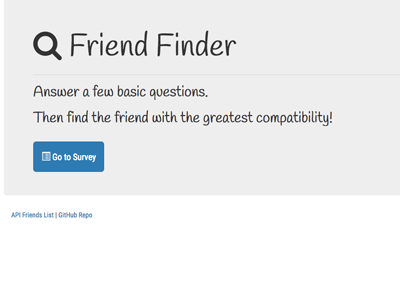 Friend Finder
Answer a few basic questions.
Then find the friend with the greatest compatibility!
Go to Survey
API Friends List | GitHub Repo